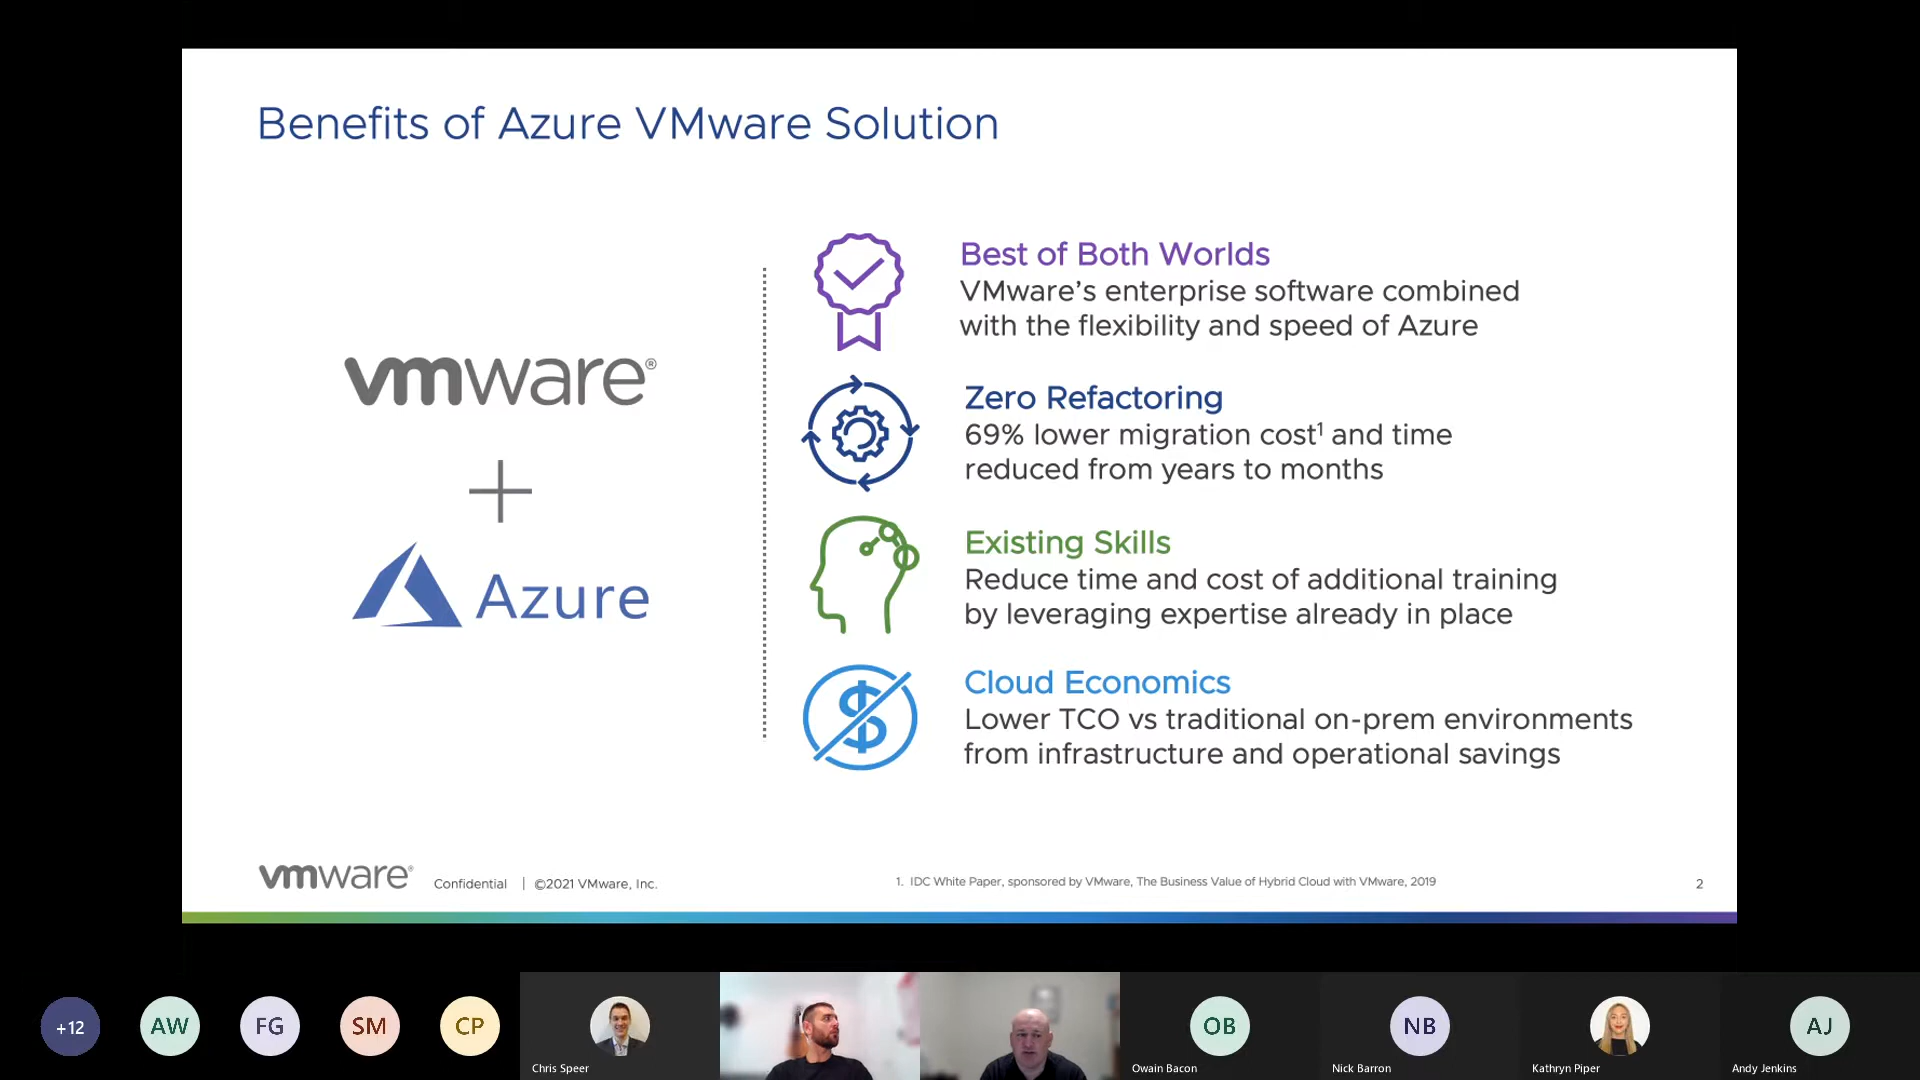 Benefits of Azure VMware Solution
vmware®
+
Azure
Best of Both Worlds
VMware’s enterprise software combined
with the flexibility and speed of Azure
Zero Refactoring
69% lower migration cost¹ and time
reduced from years to months
Existing Skills
Reduce time and cost of additional training
by leveraging expertise already in place
$
Cloud Economics
Lower TCO vs traditional on-prem environments
from infrastructure and operational savings
vmware®
Confidential | ©2021 VMware, Inc.
1. IDC White Paper, sponsored by VMware, The Business Value of Hybrid Cloud with VMware, 2019
2
+12
AW
FG
SM
CP
Chris Speer
OB
Owain Bacon
NB
Nick Barron
Kathryn Piper
AJ
Andy Jenkins